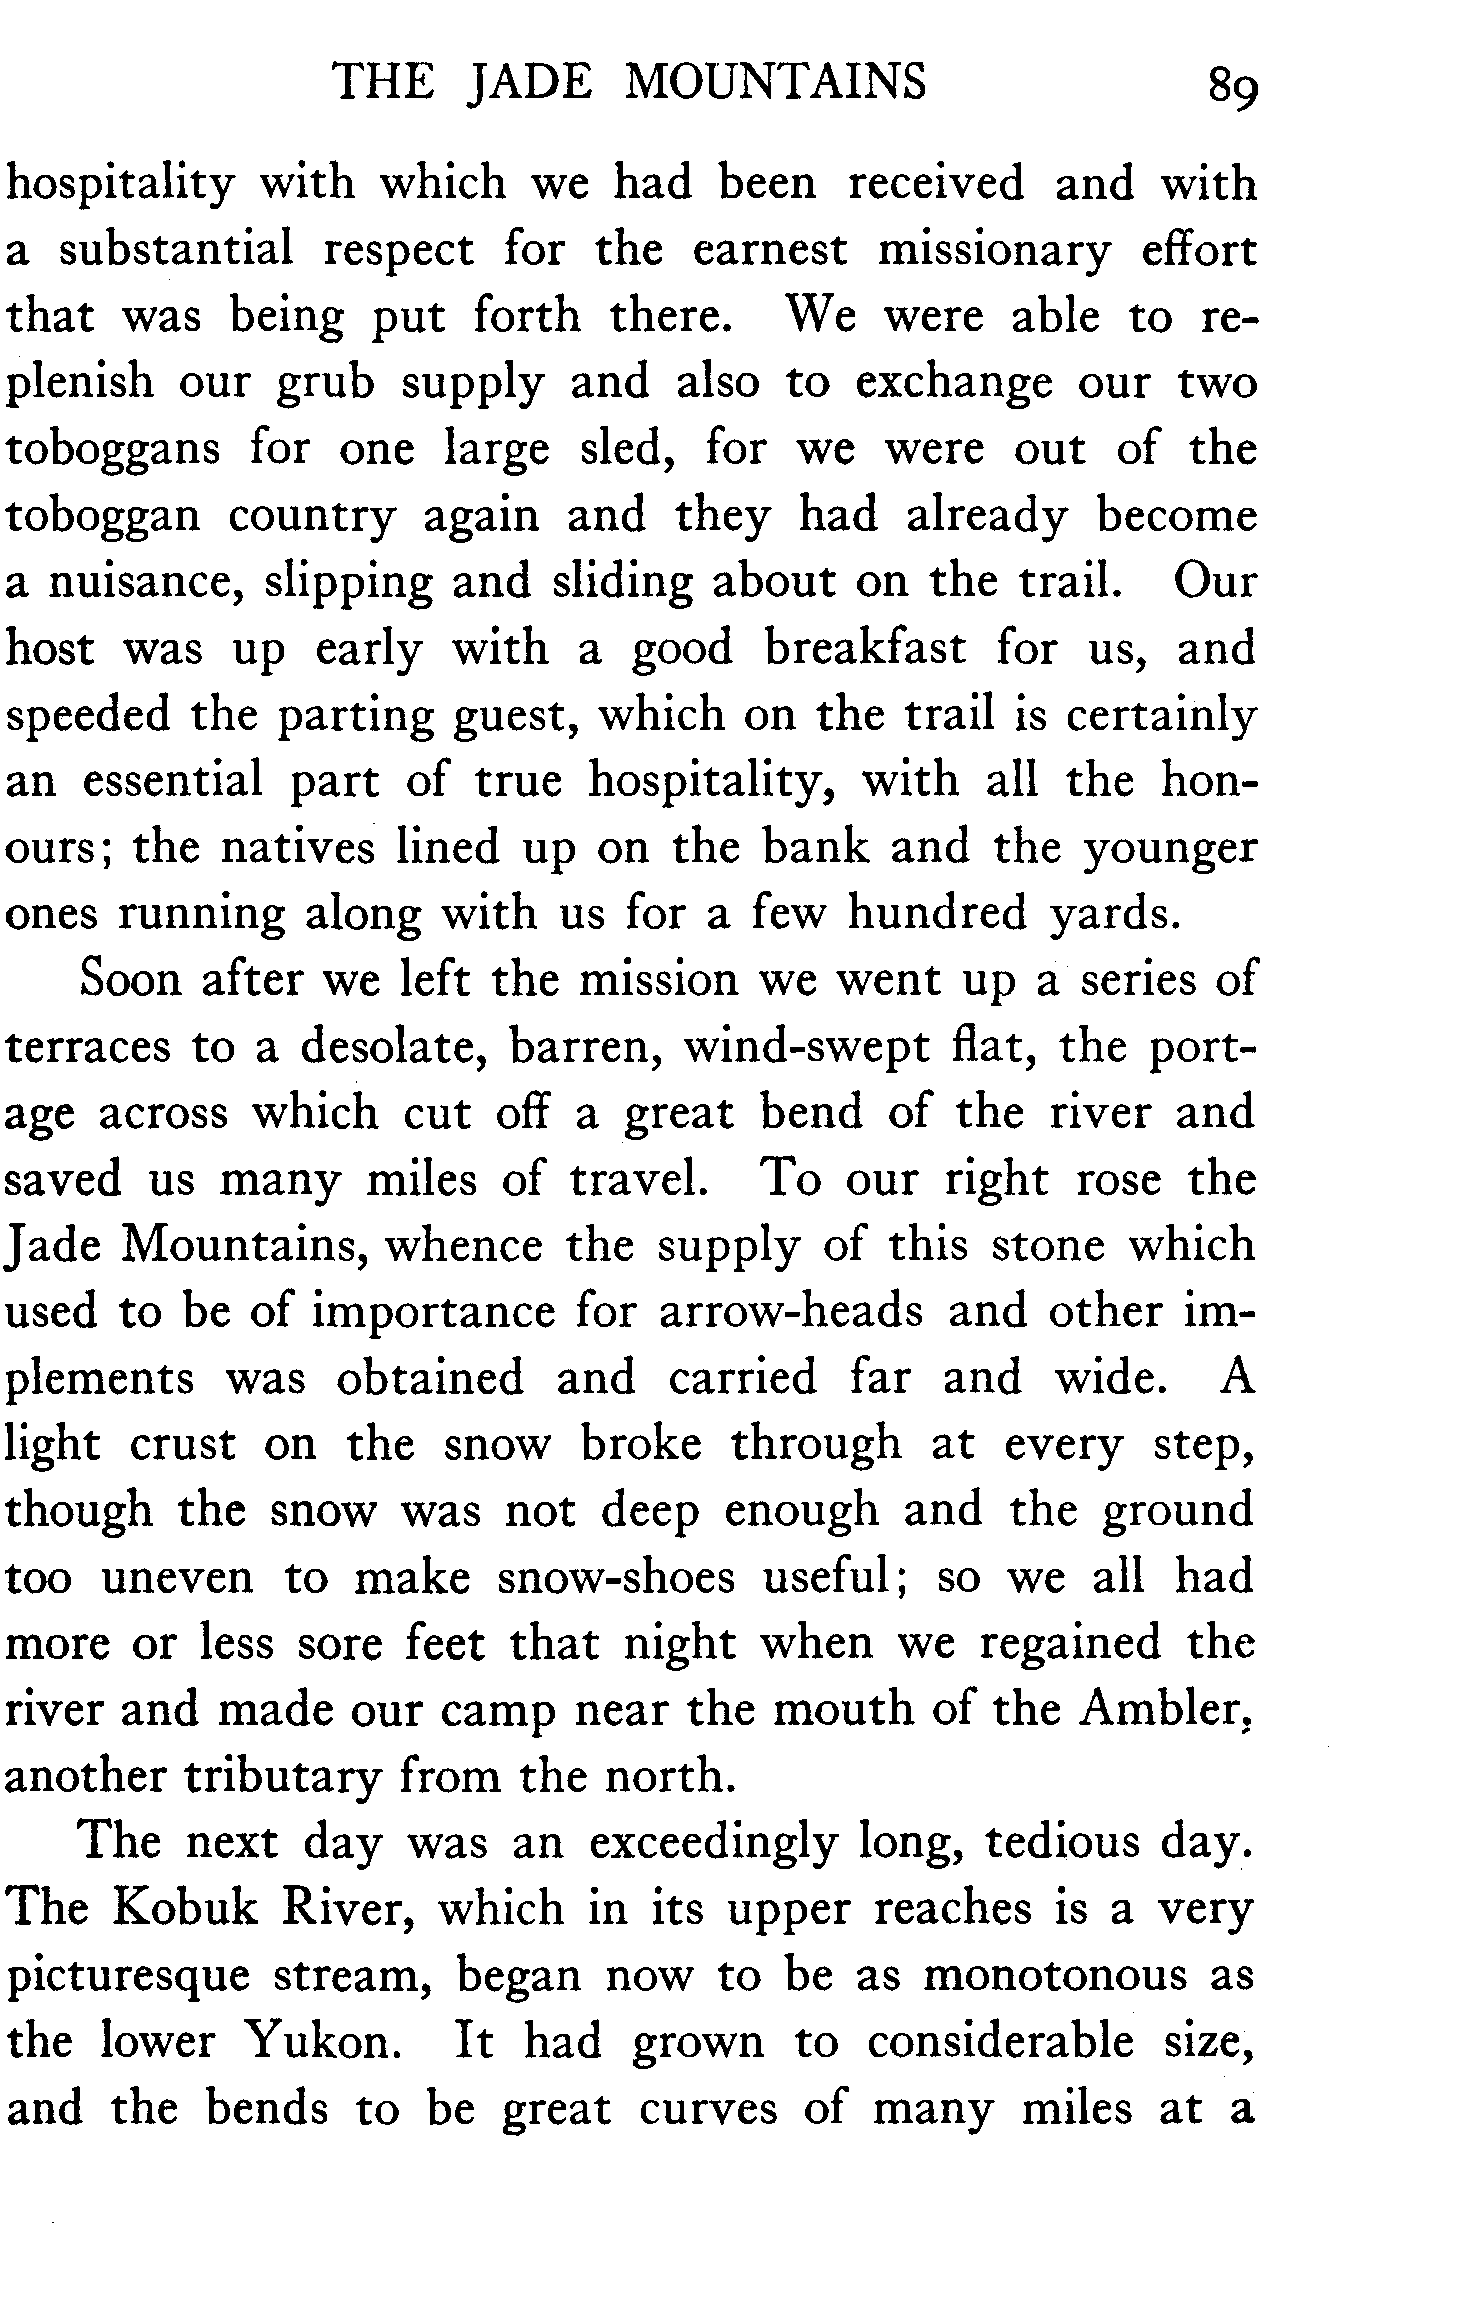 THE JADE MOUNTAINS 89
hospitality with which we had been received and with
a substantial respect for the earnest missionary effort
that was being put forth there. We were able to re-
plenish our grub supply and also to exchange our two
toboggans for one large sled, for we were out of the
toboggan country again and they had already become
a nuisance, slipping and sliding about on the trail. Our
host was up early with a good breakfast for us, and
speeded the parting guest, which on the trail is certainly
an essential part of true hospitality, with all the hon-
ours; the natives lined up on the bank and the younger
ones running along with us for a few hundred yards.
Soon after we left the mission we went up a series of
terraces to a desolate, barren, wind-swept flat, the port-
age across which cut off a great bend of the river and
saved us many miles of travel. To our right rose the
Jade Mountains, whence the supply of this stone which
used to be of importance for arrow-heads and other im-
plements was obtained and carried far and wide. A
light crust on the snow broke through at every step,
though the snow was not deep enough and the ground
too uneven to make snow-shoes useful; so we all had
more or less sore feet that night when we regained the
river and made our camp near the mouth of the Ambler,
another tributary from the north.
The next day was an exceedingly long, tedious day.
The Kobuk River, which in its upper reaches is a very
picturesque stream, began now to be as monotonous as
the lower Yukon. It had grown to considerable size,
and the bends to be great curves of many miles at a